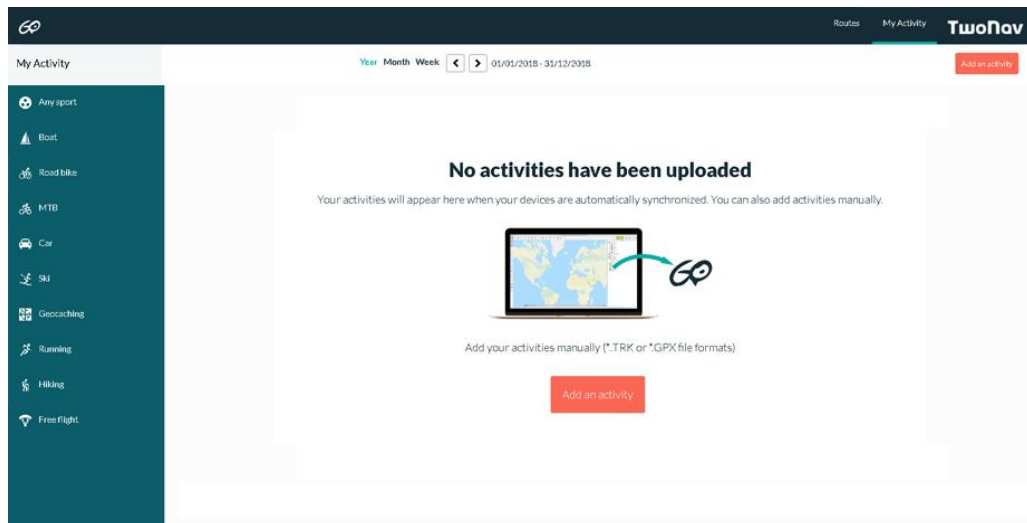 GO
Routes My Activity TwoNav
My Activity
Year Month Week 01/01/2018 - 31/12/2018
Add an activity
Any sport
Boat
Road bike
MTB
Car
Ski
Geocaching
Running
Hiking
Free flight
No activities have been uploaded
Your activities will appear here when your devices are automatically synchronized. You can also add activities manually.
GO
Add your activities manually (*.TRK or *.GPX file formats)
Add an activity